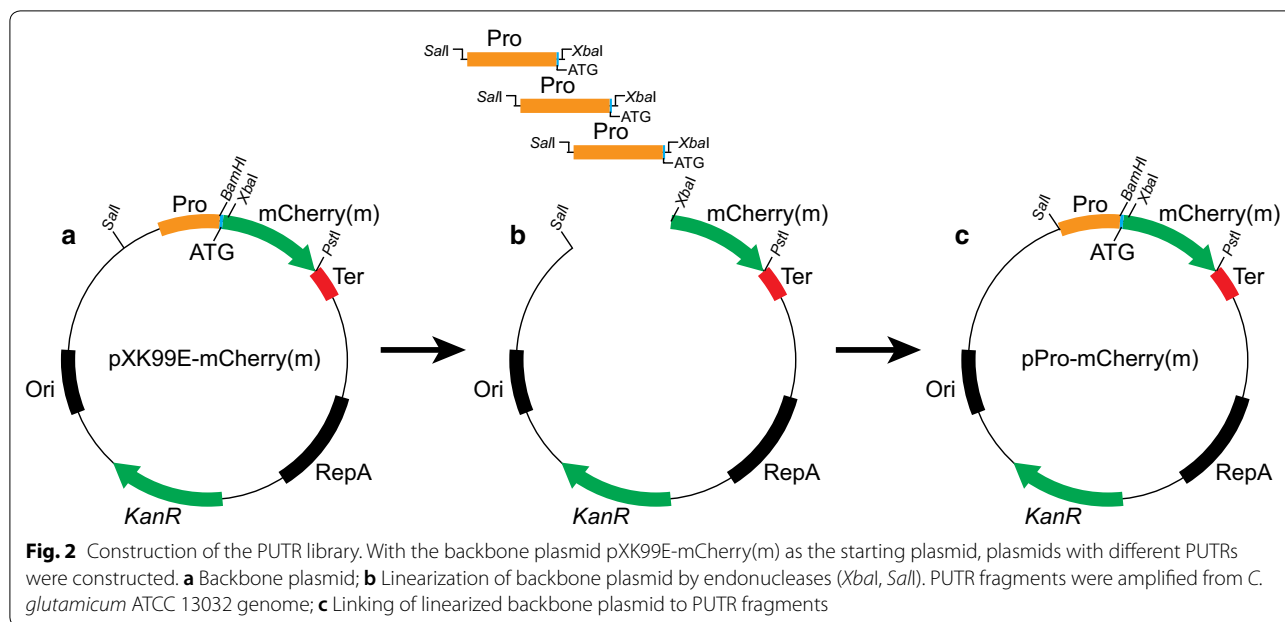 Pro
SalI XbaI
ATG
Pro
SalI XbaI
ATG
Pro
SalI XbaI
ATG
a
SalI
Pro
BamHI
XbaI
ATG
mCherry(m)
PstI
Ter
pXK99E-mCherry(m)
Ori
RepA
KanR
b
SalI
XbaI
mCherry(m)
PstI
Ter
Ori
RepA
KanR
c
SalI
Pro
BamHI
XbaI
ATG
mCherry(m)
PstI
Ter
pPro-mCherry(m)
Ori
RepA
KanR
Fig. 2 Construction of the PUTR library. With the backbone plasmid pXK99E-mCherry(m) as the starting plasmid, plasmids with different PUTRs
were constructed. a Backbone plasmid; b Linearization of backbone plasmid by endonucleases (XbaI, SalI). PUTR fragments were amplified from C.
glutamicum ATCC 13032 genome; c Linking of linearized backbone plasmid to PUTR fragments